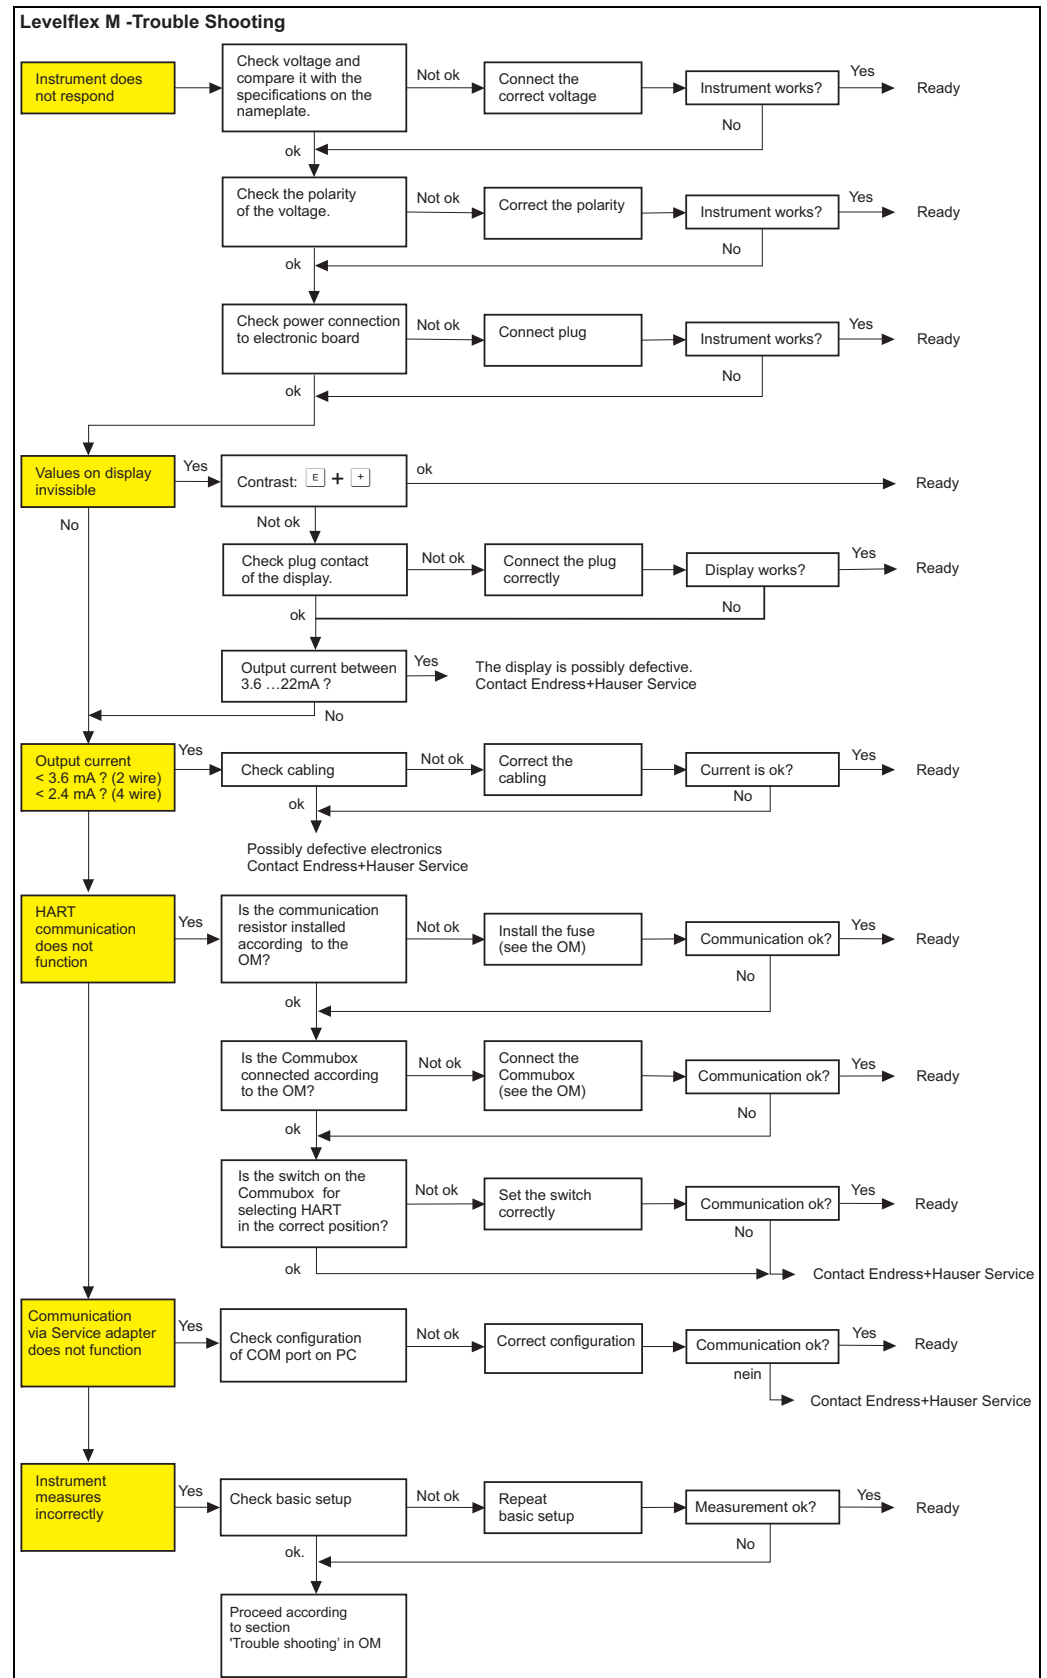 Levelflex M -Trouble Shooting
Instrument does
not respond
Check voltage and
compare it with the
specifications on the
nameplate.
Not ok
Connect the
correct voltage
Instrument works?
Yes
Ready
No
ok
Check the polarity
of the voltage.
Not ok
Correct the polarity
Instrument works?
Yes
Ready
No
ok
Check power connection
to electronic board
Not ok
Connect plug
Instrument works?
Yes
Ready
No
ok
Values on display
invissible
Yes
Contrast: E + +
ok
Ready
No
Not ok
Check plug contact
of the display.
Not ok
Connect the plug
correctly
Display works?
Yes
Ready
No
ok
Output current between
3.6 ...22mA ?
Yes
The display is possibly defective.
Contact Endress+Hauser Service
No
Output current
< 3.6 mA ? (2 wire)
< 2.4 mA ? (4 wire)
Yes
Check cabling
Not ok
Correct the
cabling
Current is ok?
Yes
Ready
No
ok
Possibly defective electronics
Contact Endress+Hauser Service
HART
communication
does not
function
Yes
Is the communication
resistor installed
according to the
OM?
Not ok
Install the fuse
(see the OM)
Communication ok?
Yes
Ready
No
ok
Is the Commubox
connected according
to the OM?
Not ok
Connect the
Commubox
(see the OM)
Communication ok?
Yes
Ready
No
ok
Is the switch on the
Commubox for
selecting HART
in the correct position?
Not ok
Set the switch
correctly
Communication ok?
Yes
Ready
No
ok
Contact Endress+Hauser Service
Communication
via Service adapter
does not function
Yes
Check configuration
of COM port on PC
Not ok
Correct configuration
Communication ok?
Yes
Ready
nein
Contact Endress+Hauser Service
Instrument
measures
incorrectly
Yes
Check basic setup
Not ok
Repeat
basic setup
Measurement ok?
Yes
Ready
No
ok.
Proceed according
to section
'Trouble shooting' in OM